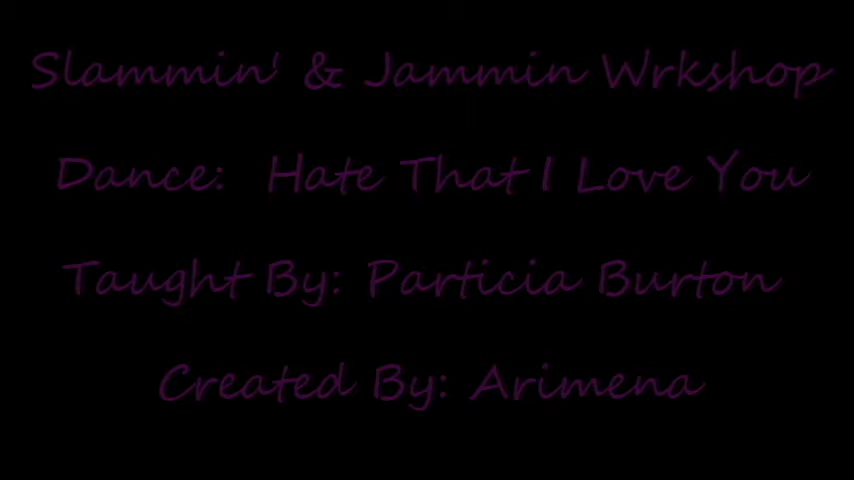 Slammin' & Jammin Wrkshop
Dance: Hate That I Love You
Taught By: Particia Burton
Created By: Arimena